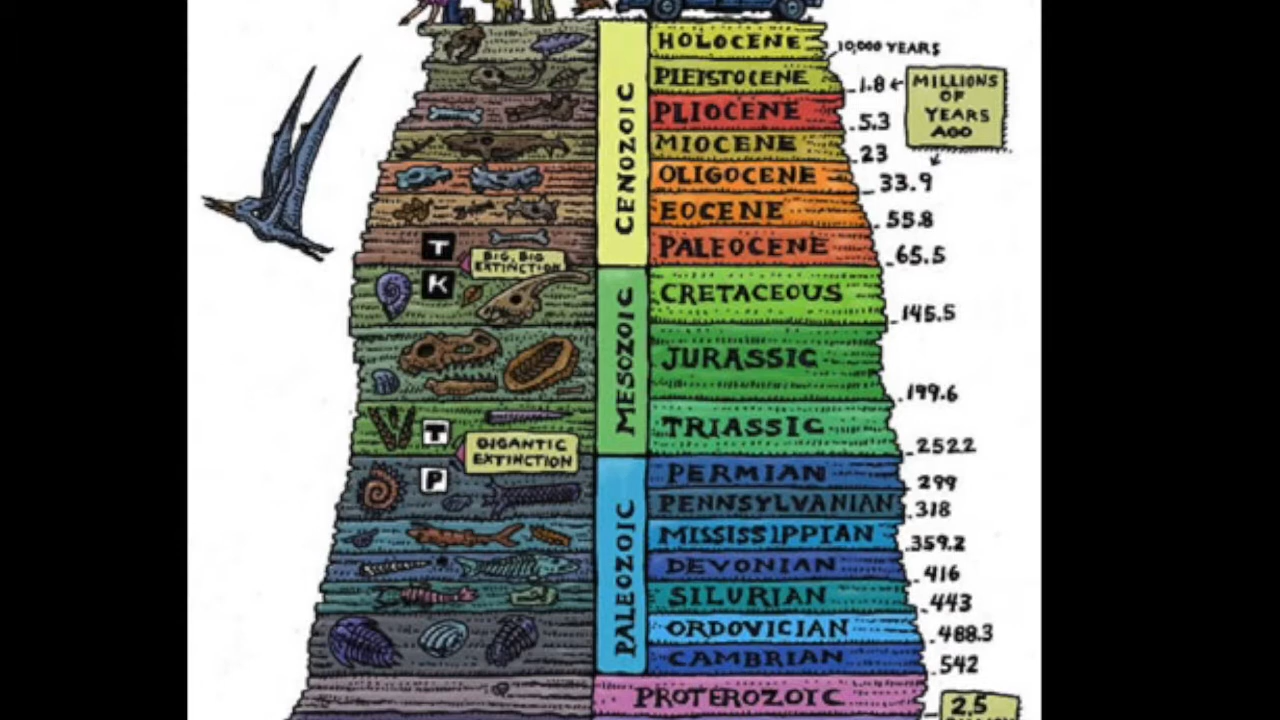 HOLOCENE
10,000 YEARS
PLEISTOCENE
1.8
MILLIONS
OF
YEARS
AGO
PLIOCENE
5.3
MIOCENE
23
OLIGOCENE
33.9
EOCENE
55.8
PALEOCENE
65.5
CENOZOIC
T
BIG, BIG
EXTINCTION
K
CRETACEOUS
145.5
JURASSIC
199.6
MESOZOIC
TRIASSIC
252.2
T
GIGANTIC
EXTINCTION
P
PERMIAN
299
PENNSYLVANIAN
318
MISSISSIPPIAN
359.2
DEVONIAN
416
SILURIAN
443
PALEOZOIC
ORDOVICIAN
488.3
CAMBRIAN
542
PROTEROZOIC
2.5